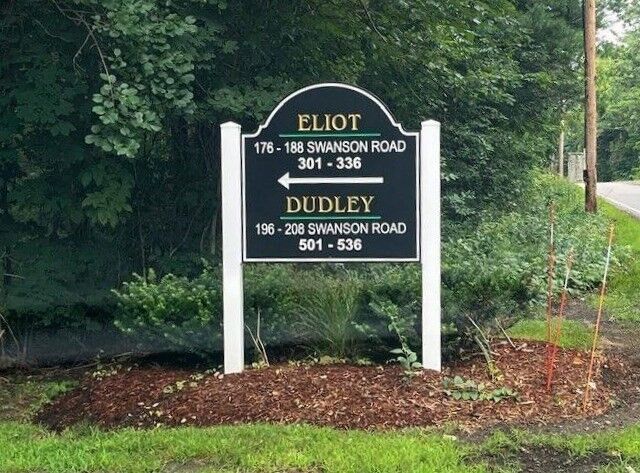 ELIOT
176 - 188 SWANSON ROAD
301 - 336
DUDLEY
196 - 208 SWANSON ROAD
501 - 536